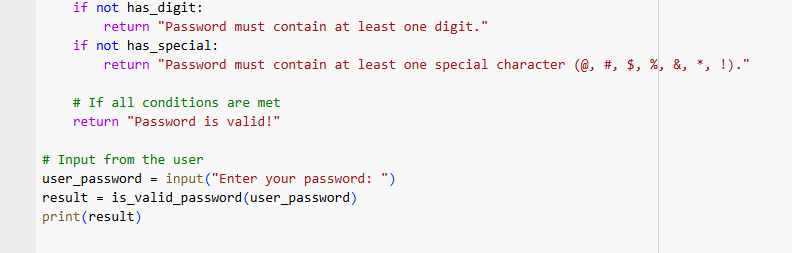 if not has_digit:
return "Password must contain at least one digit."
if not has_special:
return "Password must contain at least one special character (@, #, $, %, &, *, !)."
# If all conditions are met
return "Password is valid!"
# Input from the user
user_password = input("Enter your password: ")
result = is_valid_password(user_password)
print(result)